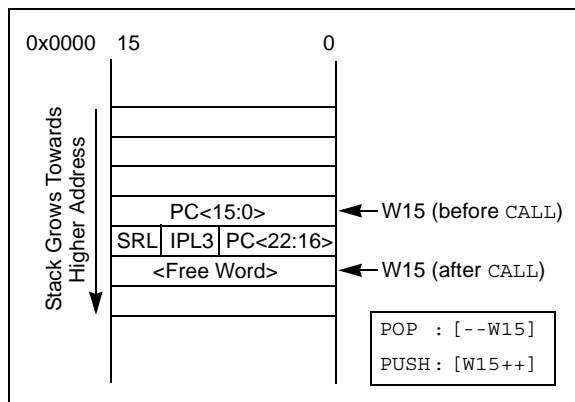 0x0000 15 0
Stack Grows Towards
Higher Address
PC<15:0>
W15 (before CALL)
SRL IPL3 PC<22:16>
<Free Word>
W15 (after CALL)
POP : [--W15]
PUSH: [W15++]